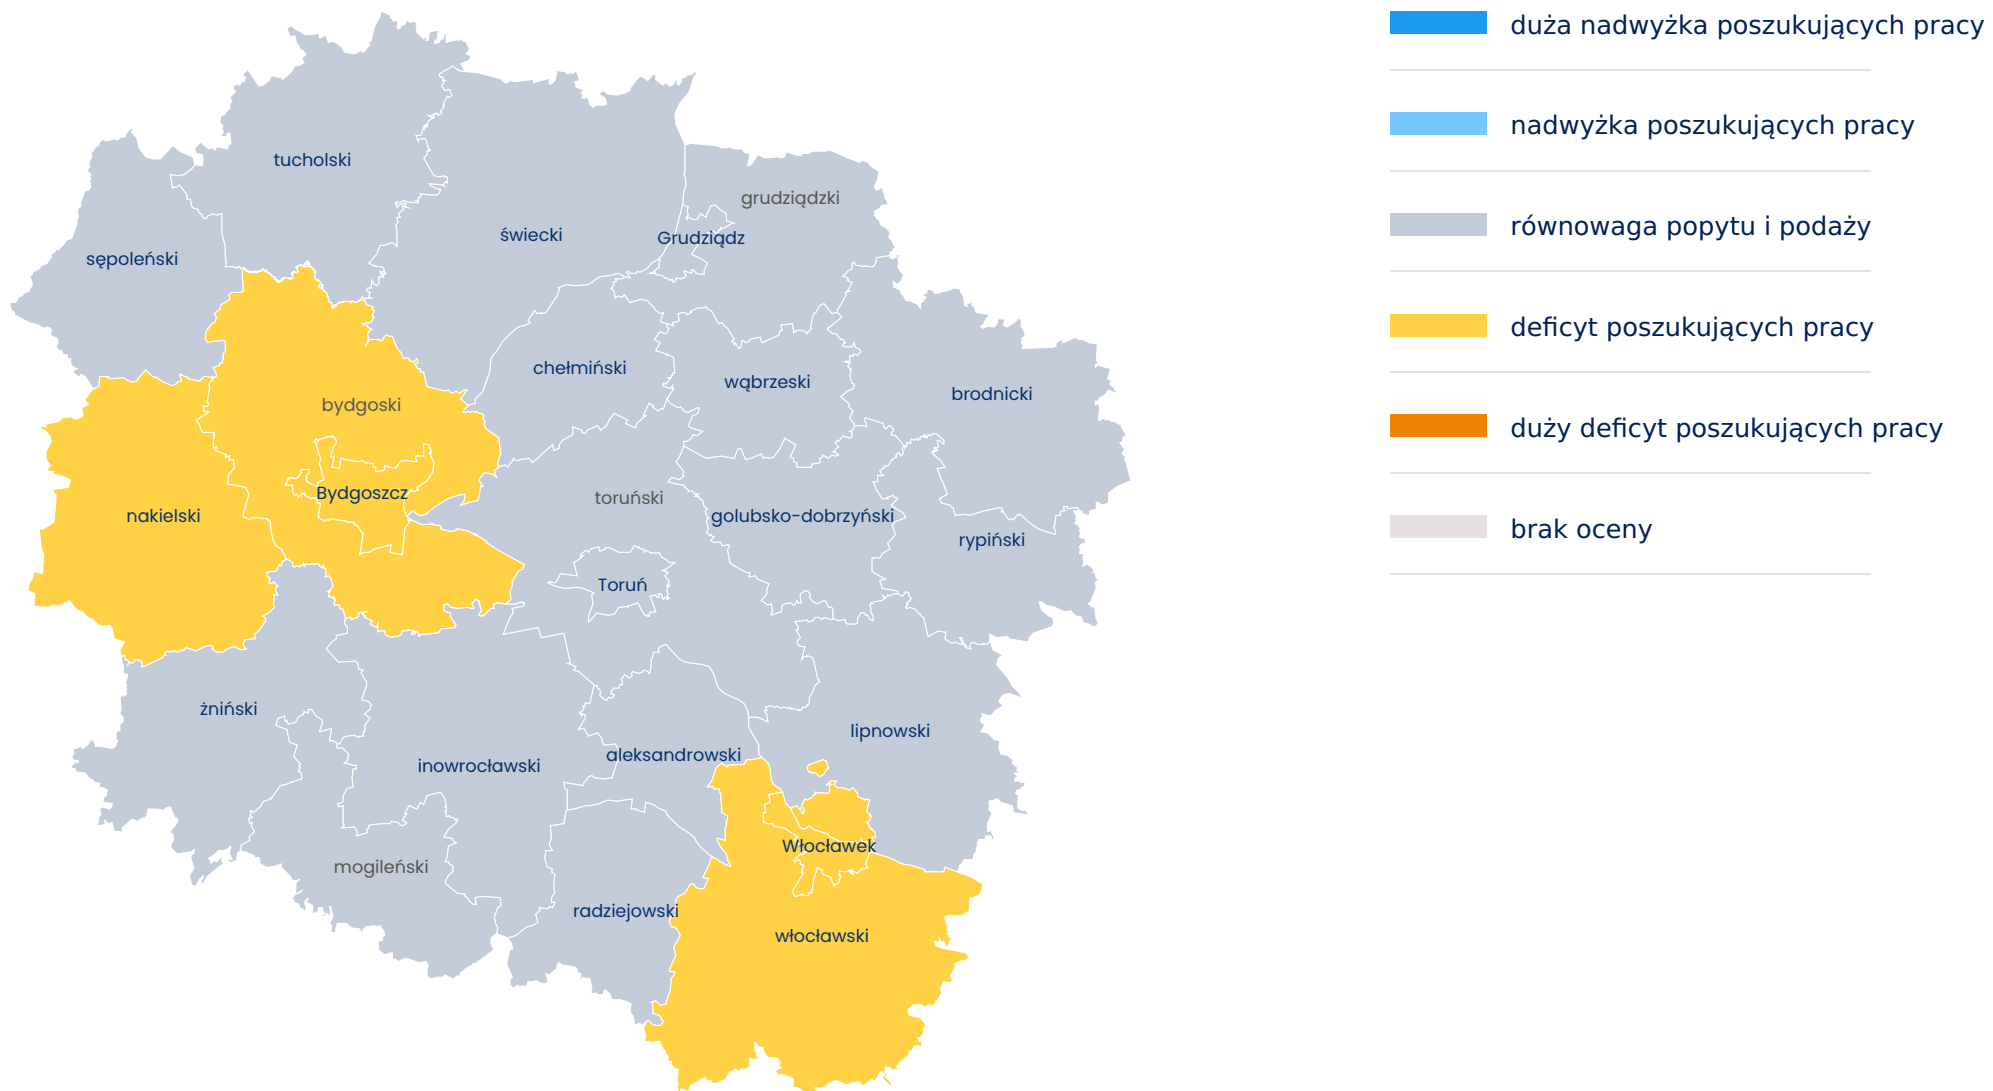 tucholski
grudziądzki
świecki
Grudziądz
sępoleński
chełmiński
wąbrzeski
brodnicki
bydgoski
Bydgoszcz
toruński
nakielski
golubsko-dobrzyński
rypiński
Toruń
żniński
lipnowski
aleksandrowski
inowrocławski
Włocławek
mogileński
radziejowski
włocławski
duża nadwyżka poszukujących pracy
nadwyżka poszukujących pracy
równowaga popytu i podaży
deficyt poszukujących pracy
duży deficyt poszukujących pracy
brak oceny